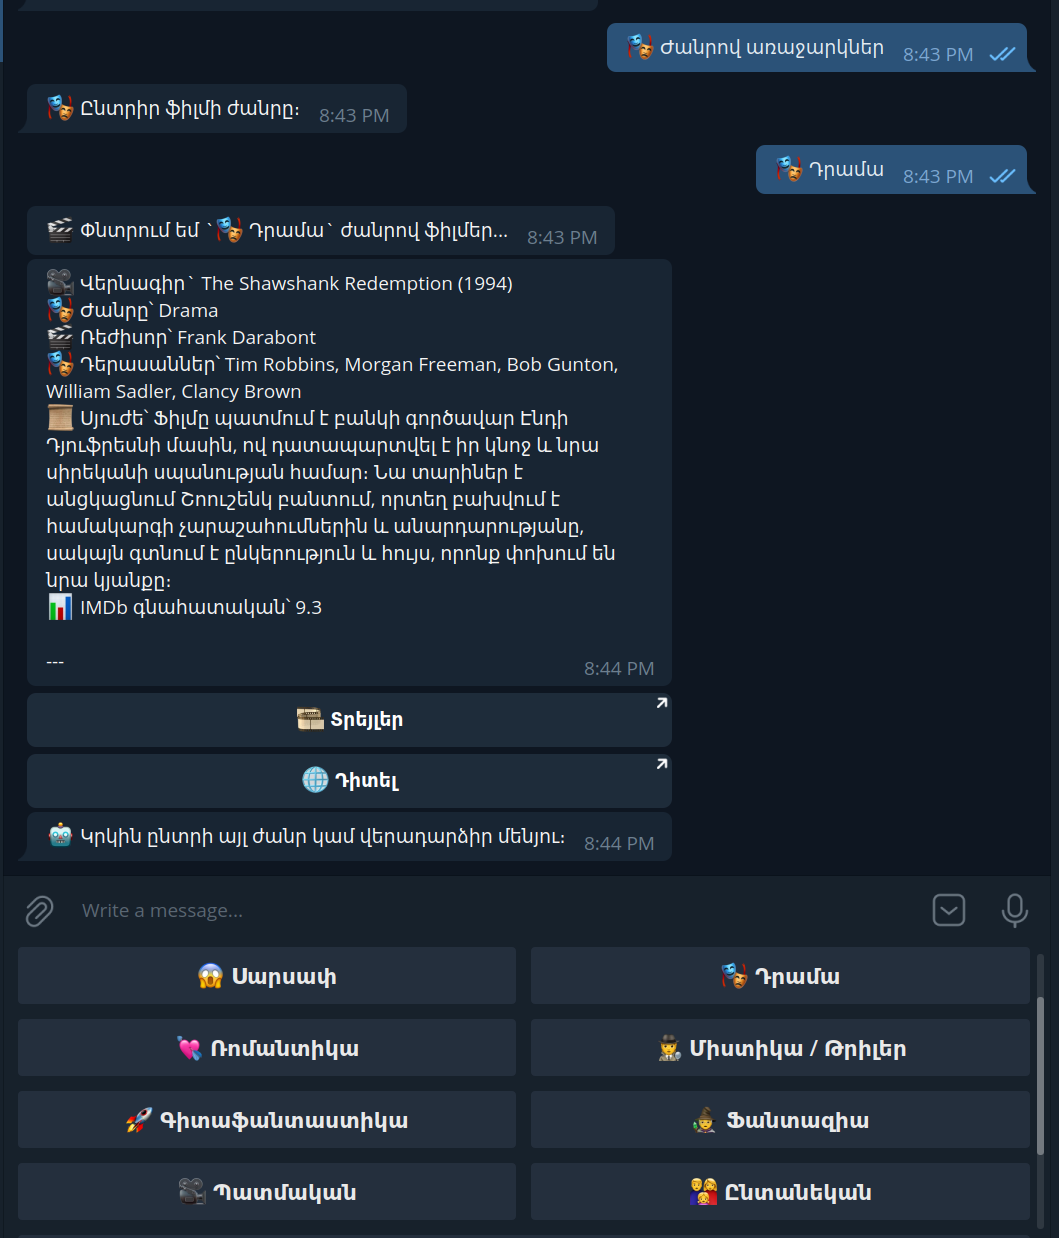 🎭 Ժանրով առաջարկներ 8:43 PM
🎭 Ընտրիր ֆիլմի ժանրը։ 8:43 PM
🎭 Դրամա 8:43 PM
🎬 Փնտրում եմ `🎭 Դրամա` ժանրով ֆիլմեր... 8:43 PM
🎥 Վերնագիր` The Shawshank Redemption (1994)
🎭 Ժանրը՝ Drama
🎬 Ռեժիսոր՝ Frank Darabont
🎭 Դերասաններ՝ Tim Robbins, Morgan Freeman, Bob Gunton,
William Sadler, Clancy Brown
📜 Սյուժե՝ Ֆիլմը պատմում է բանկի գործավար Էնդի
Դյուֆրեսնի մասին, ով դատապարտվել է իր կնոջ և նրա
սիրեկանի սպանության համար։ Նա տարիներ է
անցկացնում Շոուշենկ բանտում, որտեղ բախվում է
համակարգի չարաշահումներին և անարդարությանը,
սակայն գտնում է ընկերություն և հույս, որոնք փոխում են
նրա կյանքը։
📊 IMDb գնահատական՝ 9.3
---
8:44 PM
🎞 Տրեյլեր
🌐 Դիտել
🤖 Կրկին ընտրի այլ ժանր կամ վերադարձիր մենյու։ 8:44 PM
Write a message...
😱 Սարսափ
🎭 Դրամա
💘 Ռոմանտիկա
🕵️ Միստիկա / Թրիլեր
🚀 Գիտաֆանտաստիկա
🧙 Ֆանտազիա
🎥 Պատմական
👨‍👩‍👧 Ընտանեկան